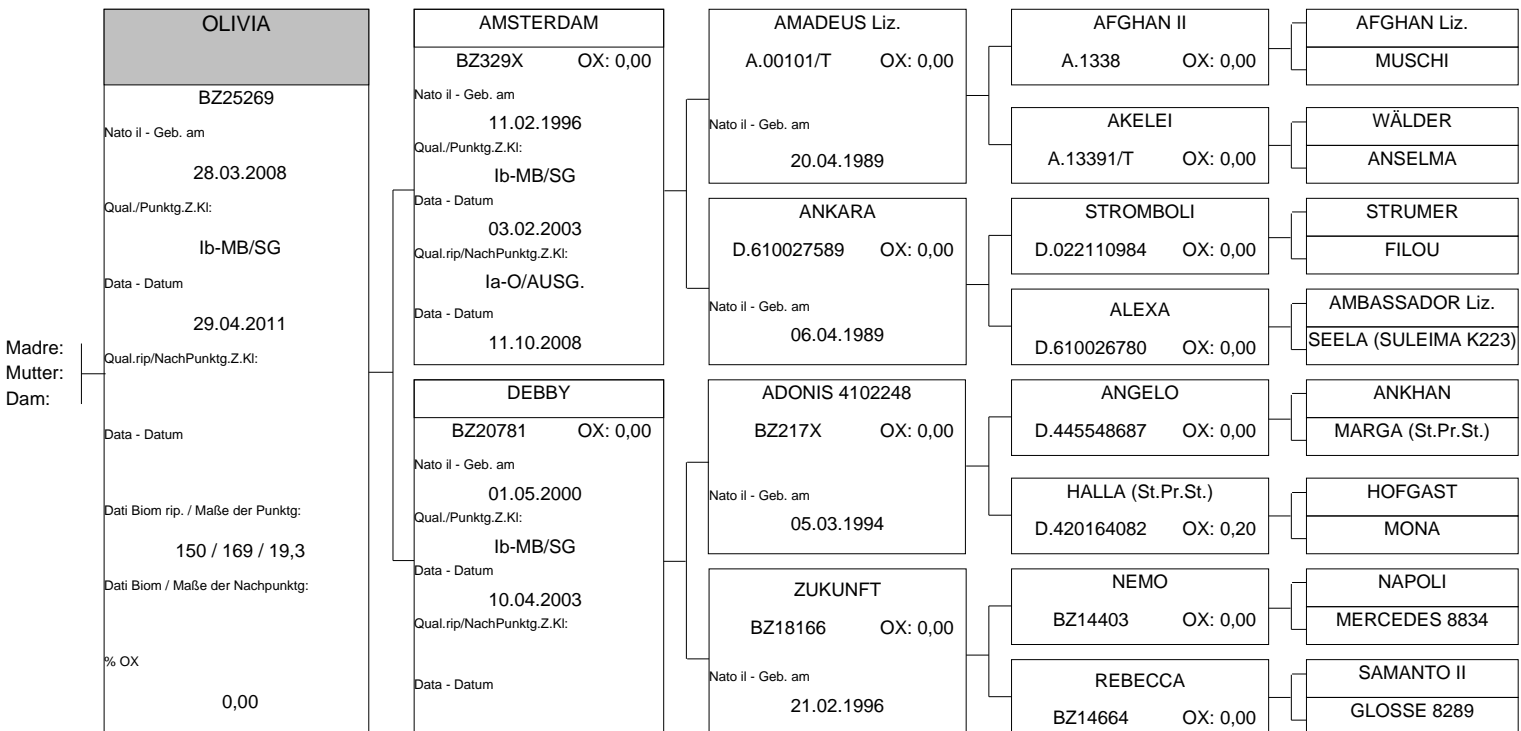 Madre:
Mutter:
Dam:
OLIVIA
BZ25269
Nato il - Geb. am
28.03.2008
Qual./Punktg.Z.Kl:
Ib-MB/SG
Data - Datum
29.04.2011
Qual.rip/NachPunktg.Z.Kl:
Data - Datum
Dati Biom rip. / Maße der Punktg:
150 / 169 / 19,3
Dati Biom / Maße der Nachpunktg:
% OX
0,00
AMSTERDAM
BZ329X OX: 0,00
Nato il - Geb. am
11.02.1996
Qual./Punktg.Z.Kl:
Ib-MB/SG
Data - Datum
03.02.2003
Qual.rip/NachPunktg.Z.Kl:
Ia-O/AUSG.
Data - Datum
11.10.2008
DEBBY
BZ20781 OX: 0,00
Nato il - Geb. am
01.05.2000
Qual./Punktg.Z.Kl:
Ib-MB/SG
Data - Datum
10.04.2003
Qual.rip/NachPunktg.Z.Kl:
Data - Datum
AMADEUS Liz.
A.00101/T OX: 0,00
Nato il - Geb. am
20.04.1989
ANKARA
D.610027589 OX: 0,00
Nato il - Geb. am
06.04.1989
ADONIS 4102248
BZ217X OX: 0,00
Nato il - Geb. am
05.03.1994
ZUKUNFT
BZ18166 OX: 0,00
Nato il - Geb. am
21.02.1996
AFGHAN II
A.1338 OX: 0,00
AKELEI
A.13391/T OX: 0,00
STROMBOLI
D.022110984 OX: 0,00
ALEXA
D.610026780 OX: 0,00
ANGELO
D.445548687 OX: 0,00
HALLA (St.Pr.St.)
D.420164082 OX: 0,20
NEMO
BZ14403 OX: 0,00
REBECCA
BZ14664 OX: 0,00
AFGHAN Liz.
MUSCHI
WÄLDER
ANSELMA
STRUMER
FILOU
AMBASSADOR Liz.
SEELA (SULEIMA K223)
ANKHAN
MARGA (St.Pr.St.)
HOFGAST
MONA
NAPOLI
MERCEDES 8834
SAMANTO II
GLOSSE 8289